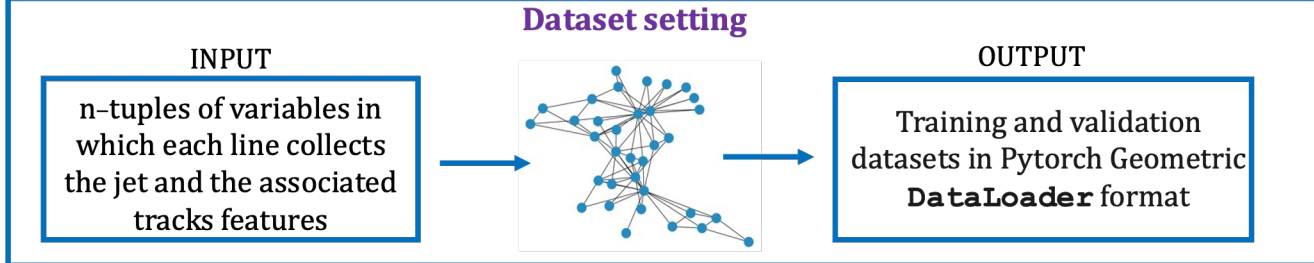 Dataset setting
INPUT
n-tuples of variables in
which each line collects
the jet and the associated
tracks features
OUTPUT
Training and validation
datasets in Pytorch Geometric
DataLoader format